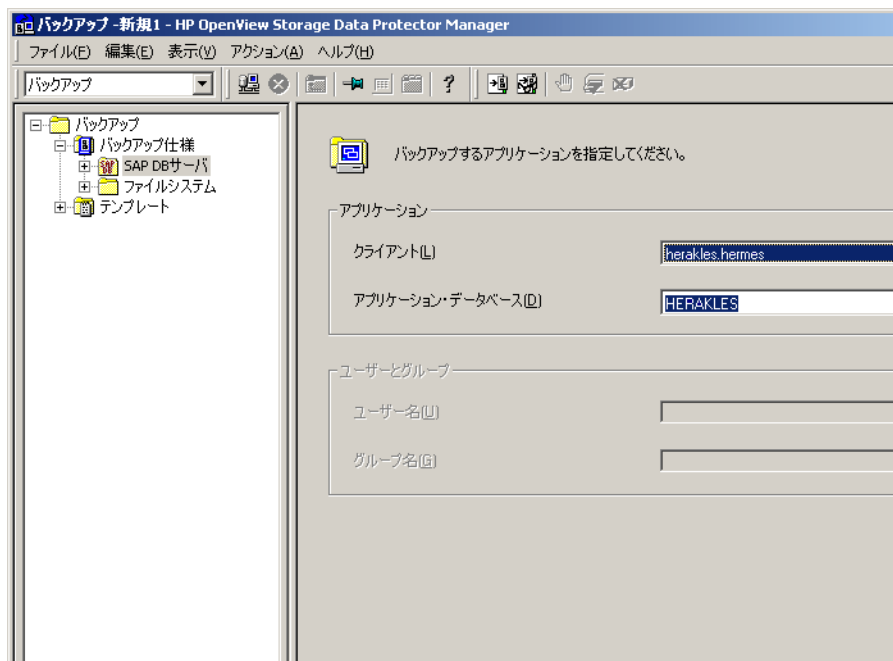 バックアップ -新規1 - HP OpenView Storage Data Protector Manager
ファイル(F) 編集(E) 表示(V) アクション(A) ヘルプ(H)
バックアップ
バックアップ
バックアップ仕様
SAP DBサーバ
ファイルシステム
テンプレート
バックアップするアプリケーションを指定してください。
アプリケーション
クライアント(L)
herakles.hermes
アプリケーション・データベース(D)
HERAKLES
ユーザーとグループ
ユーザー名(U)
グループ名(G)